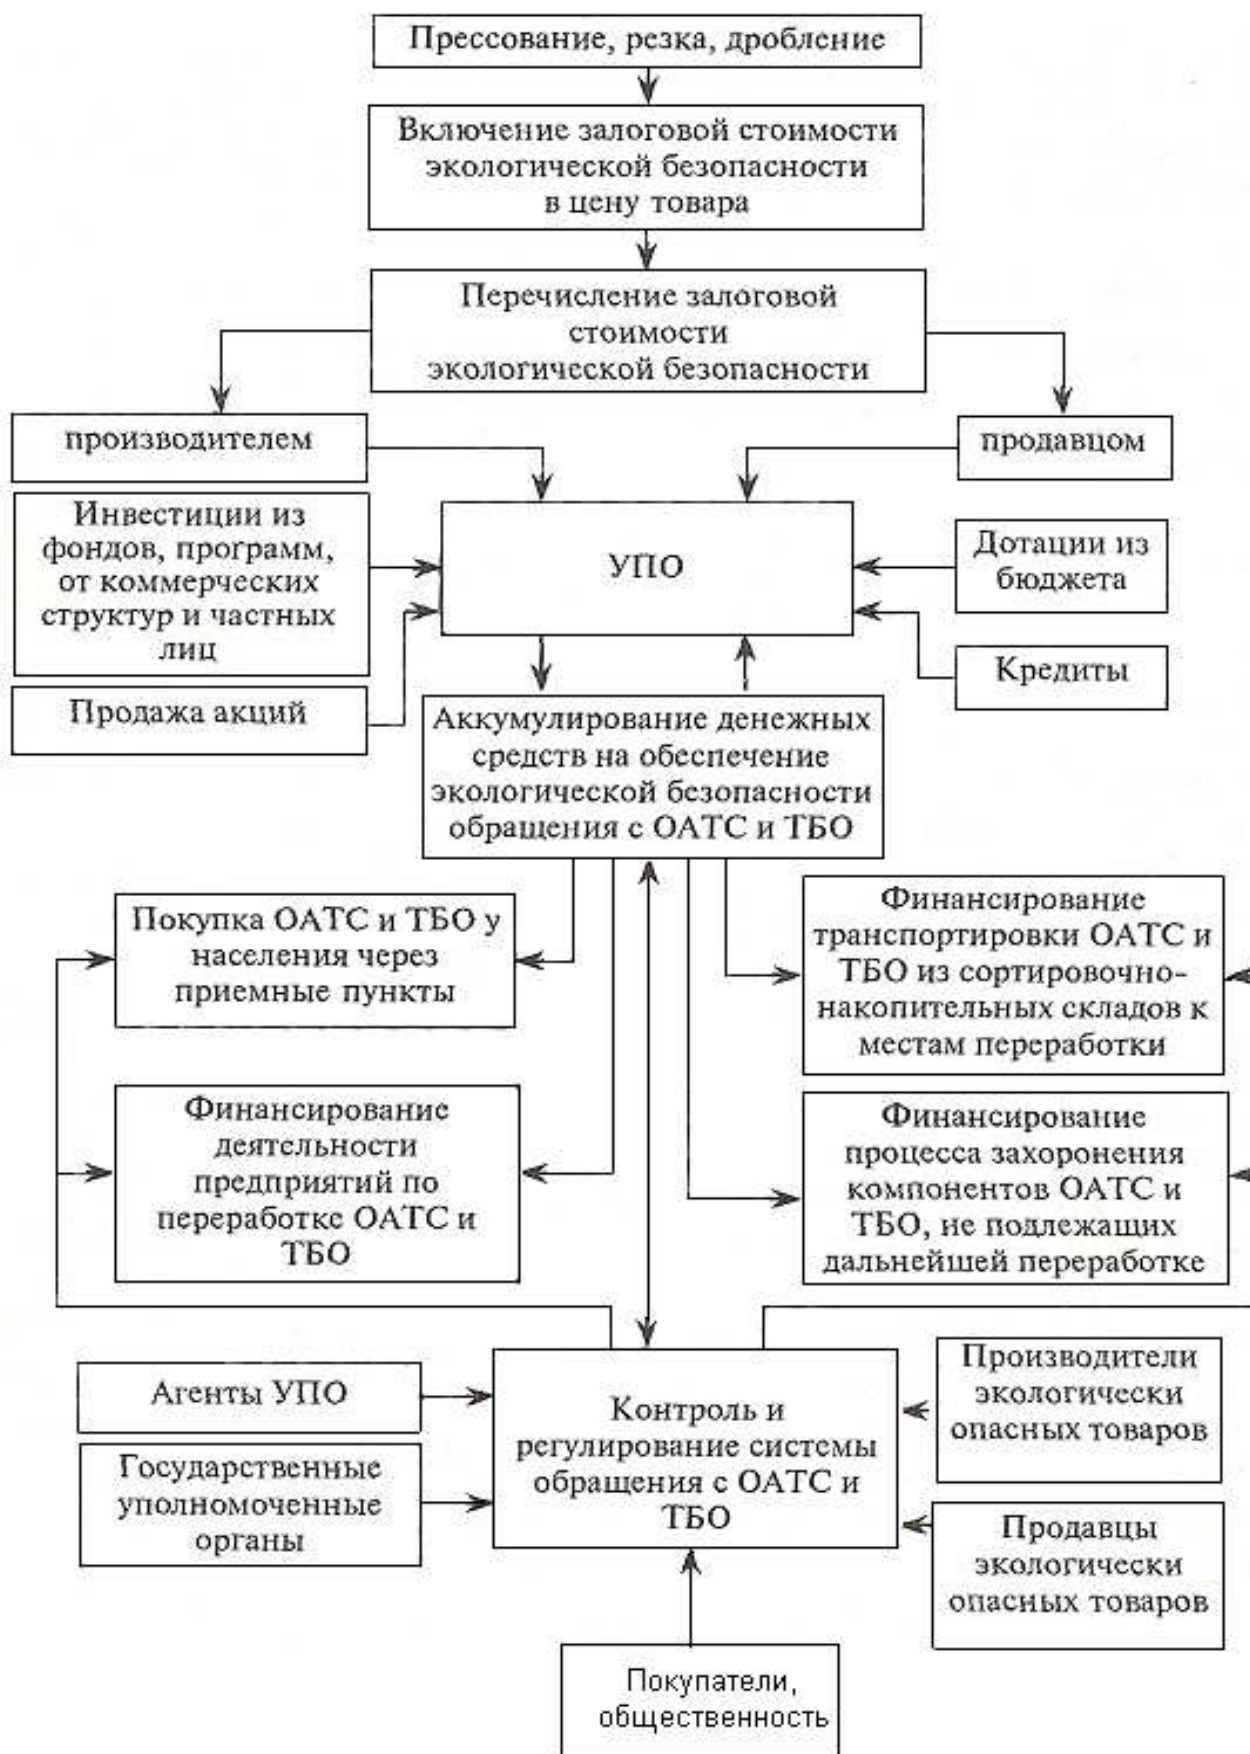 Прессование, резка, дробление
Включение залоговой стоимости
экологической безопасности
в цену товара
Перечисление залоговой
стоимости
экологической безопасности
производителем
продавцом
Инвестиции из
фондов, программ,
от коммерческих
структур и частных
лиц
УПО
Дотации из
бюджета
Продажа акций
Кредиты
Аккумулирование денежных
средств на обеспечение
экологической безопасности
обращения с ОАТС и ТБО
Покупка ОАТС и ТБО у
населения через
приемные пункты
Финансирование
транспортировки ОАТС и
ТБО из сортировочно-
накопительных складов к
местам переработки
Финансирование
деятельности
предприятий по
переработке ОАТС и
ТБО
Финансирование
процесса захоронения
компонентов ОАТС и
ТБО, не подлежащих
дальнейшей переработке
Агенты УПО
Государственные
уполномоченные
органы
Контроль и
регулирование системы
обращения с ОАТС и
ТБО
Производители
экологически
опасных товаров
Продавцы
экологически
опасных товаров
Покупатели,
общественность